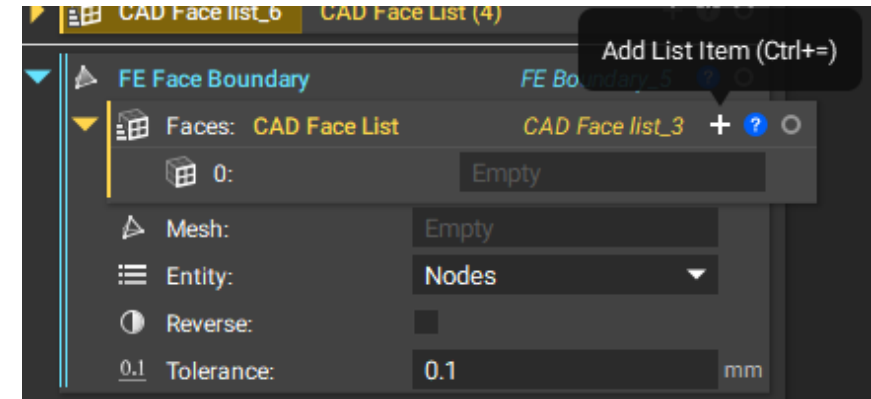 CAD Face list_6 CAD Face List (4)
Add List Item (Ctrl+=)
FE Face Boundary FE Boundary_5 ?
Faces: CAD Face List CAD Face list_3 + ?
0: Empty
Mesh: Empty
Entity: Nodes
Reverse:
0.1 Tolerance: 0.1 mm